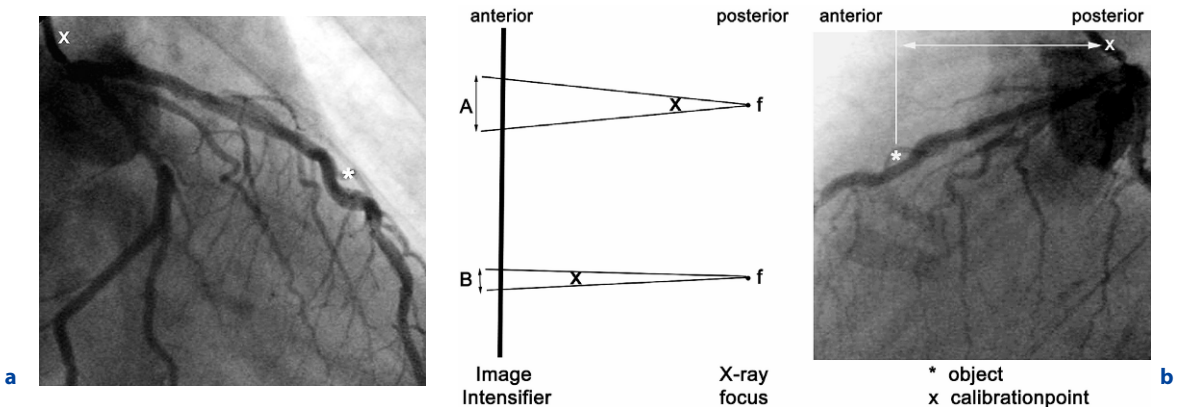 x
*
a
anterior posterior
A x f
B x f
Image X-ray
Intensifier focus
anterior posterior
x
*
* object
x calibrationpoint
b